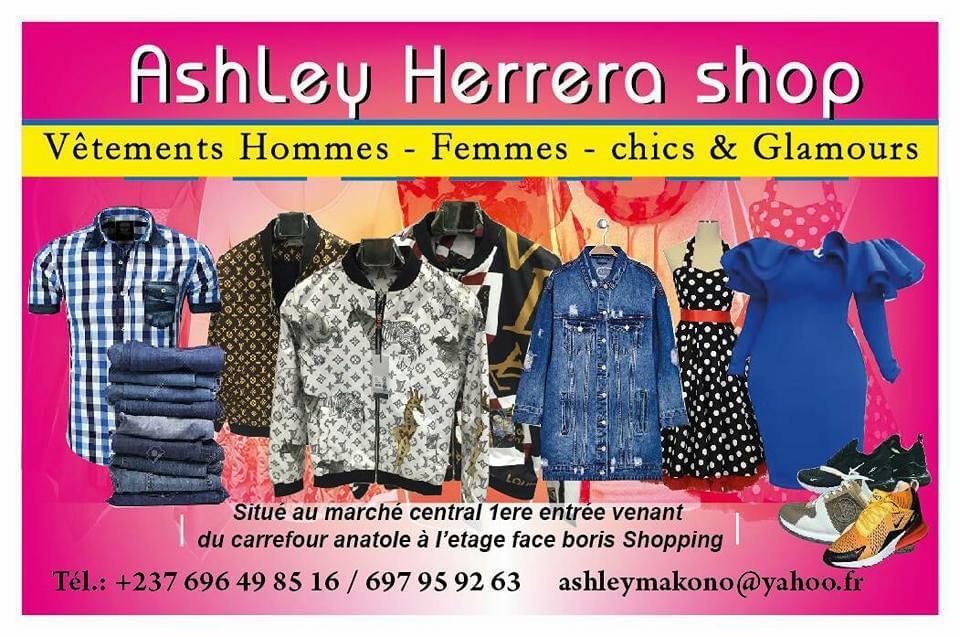 Ashley Herrera shop
Vêtements Hommes - Femmes - chics & Glamours
Situé au marché central 1ere entrée venant
du carrefour anatole à l'etage face boris Shopping
Tél.: +237 696 49 85 16 / 697 95 92 63 ashleymakono@yahoo.fr